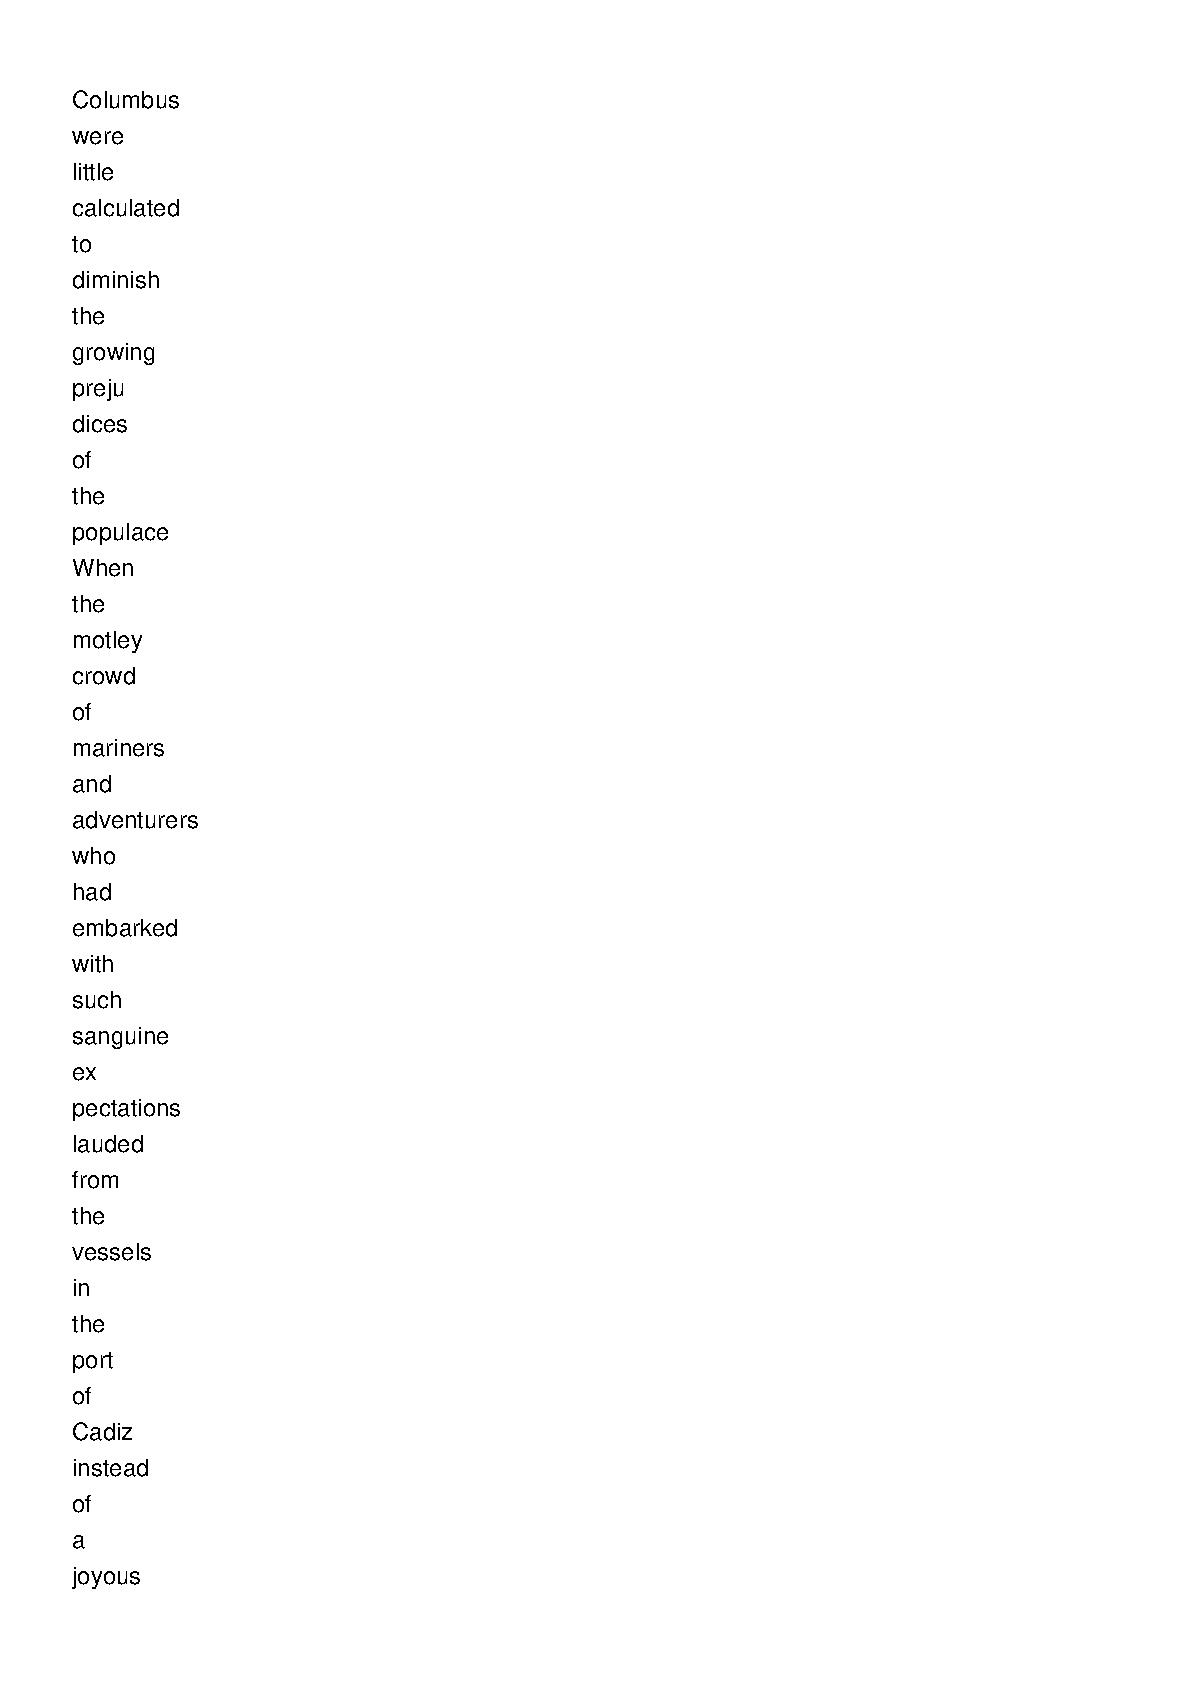 Columbus
were
little
calculated
to
diminish
the
growing
preju
dices
of
the
populace
When
the
motley
crowd
of
mariners
and
adventurers
who
had
embarked
with
such
sanguine
ex
pectations
lauded
from
the
vessels
in
the
port
of
Cadiz
instead
of
a
joyous